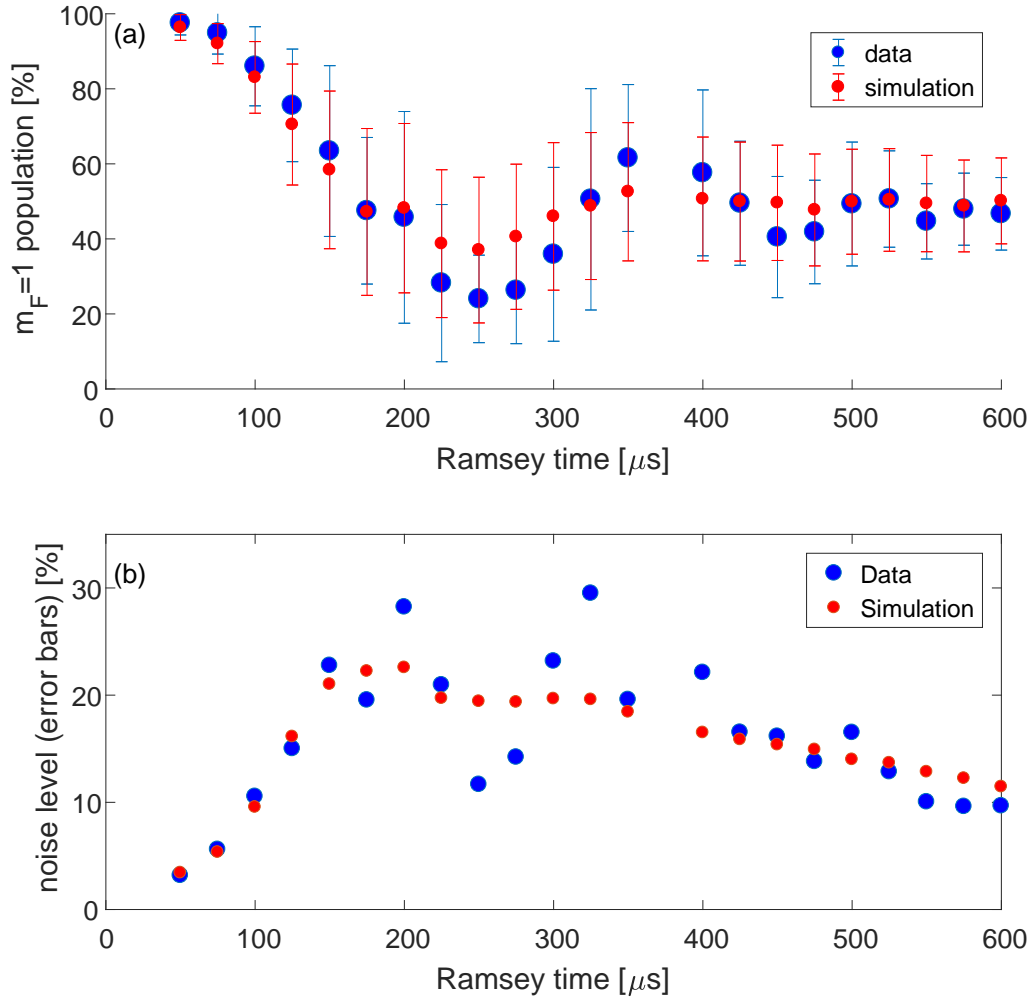 (a)
m_F=1 population [%]
100
80
60
40
20
0
data
simulation
0 100 200 300 400 500 600
Ramsey time [μs]
(b)
noise level (error bars) [%]
30
20
10
0
Data
Simulation
0 100 200 300 400 500 600
Ramsey time [μs]